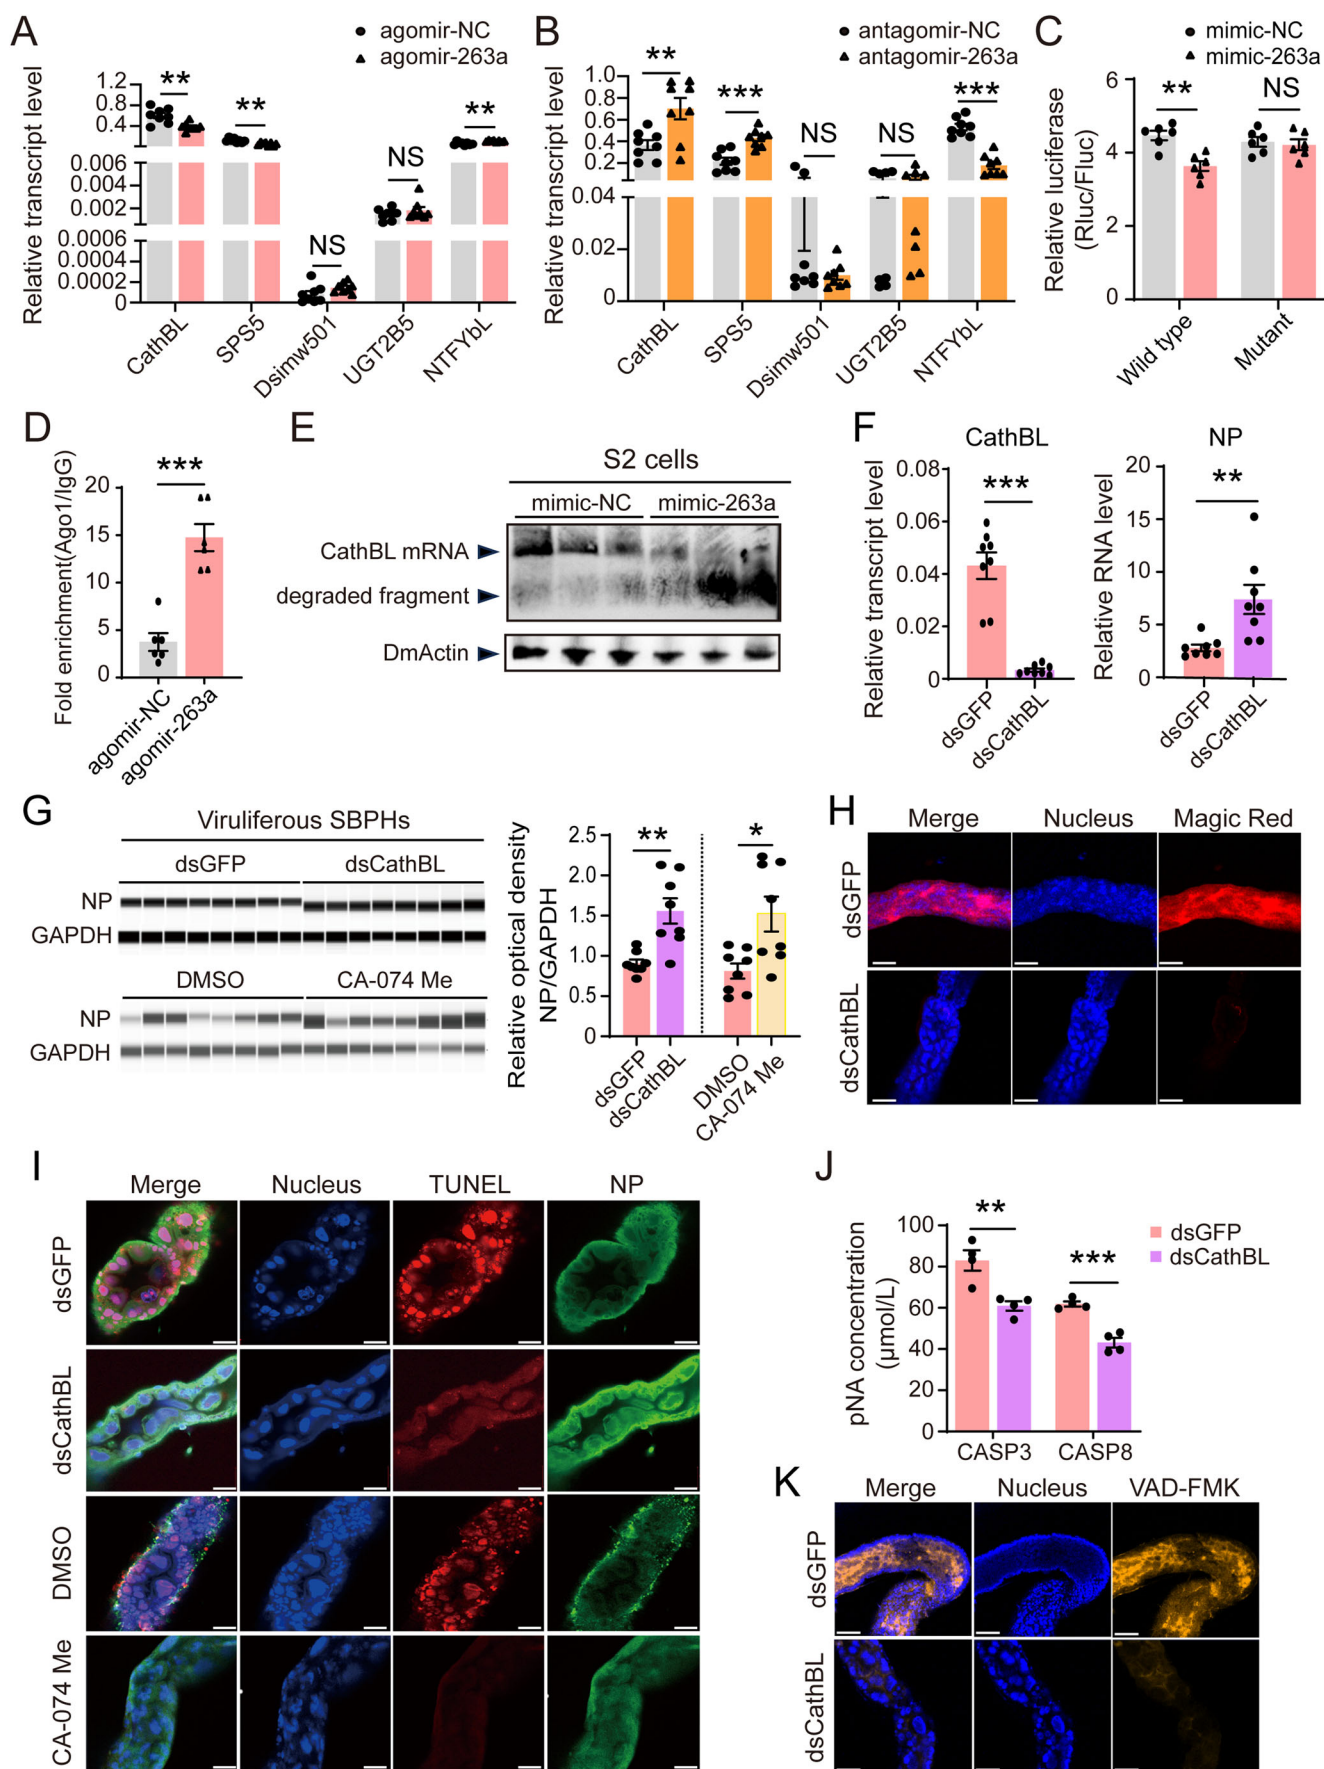 A
agomir-NC
agomir-263a
Relative transcript level
1.2
0.4
0.006
0.002
0.0006
0.0002
0
**
**
NS
NS
**
CathBL
SPS5
Dsimw501
UGT2B5
NTFYbL
B
antagomir-NC
antagomir-263a
Relative transcript level
1.0
0.8
0.6
0.4
0.2
0.04
0.02
0
**
***
NS
NS
***
CathBL
SPS5
Dsimw501
UGT2B5
NTFYbL
C
mimic-NC
mimic-263a
Relative luciferase
(Rluc/Fluc)
6
4
2
0
**
NS
Wild type
Mutant
D
Fold enrichment(Ago1/IgG)
20
15
10
5
0
***
agomir-NC
agomir-263a
E
S2 cells
mimic-NC mimic-263a
CathBL mRNA
degraded fragment
DmActin
F
CathBL
Relative transcript level
0.08
0.06
0.04
0.02
0
***
dsGFP
dsCathBL
NP
Relative RNA level
20
15
10
5
0
**
dsGFP
dsCathBL
G
Viruliferous SBPHs
dsGFP dsCathBL
NP
GAPDH
DMSO CA-074 Me
NP
GAPDH
Relative optical density
NP/GAPDH
2.5
2.0
1.5
1.0
0.5
0
**
*
dsGFP
dsCathBL
DMSO
CA-074 Me
H
Merge Nucleus Magic Red
dsGFP
dsCathBL
I
Merge Nucleus TUNEL NP
dsGFP
dsCathBL
DMSO
CA-074 Me
J
pNA concentration
(μmol/L)
100
80
60
40
20
0
**
***
dsGFP
dsCathBL
CASP3 CASP8
K
Merge Nucleus VAD-FMK
dsGFP
dsCathBL